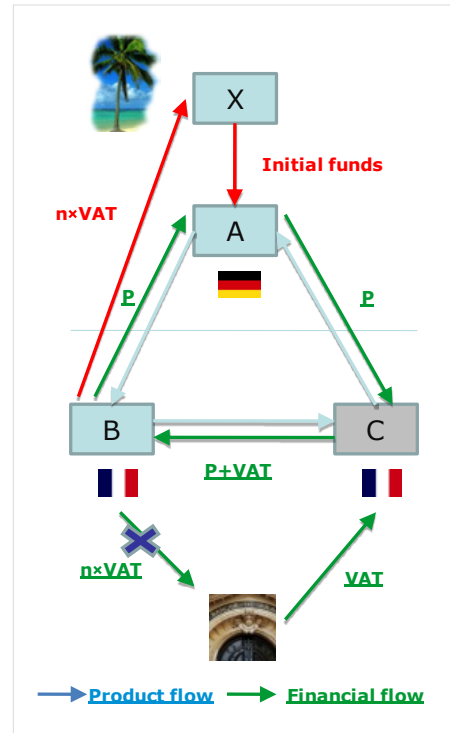 X
Initial funds
n×VAT
A
P
P
B
C
P+VAT
n×VAT
VAT
Product flow
Financial flow